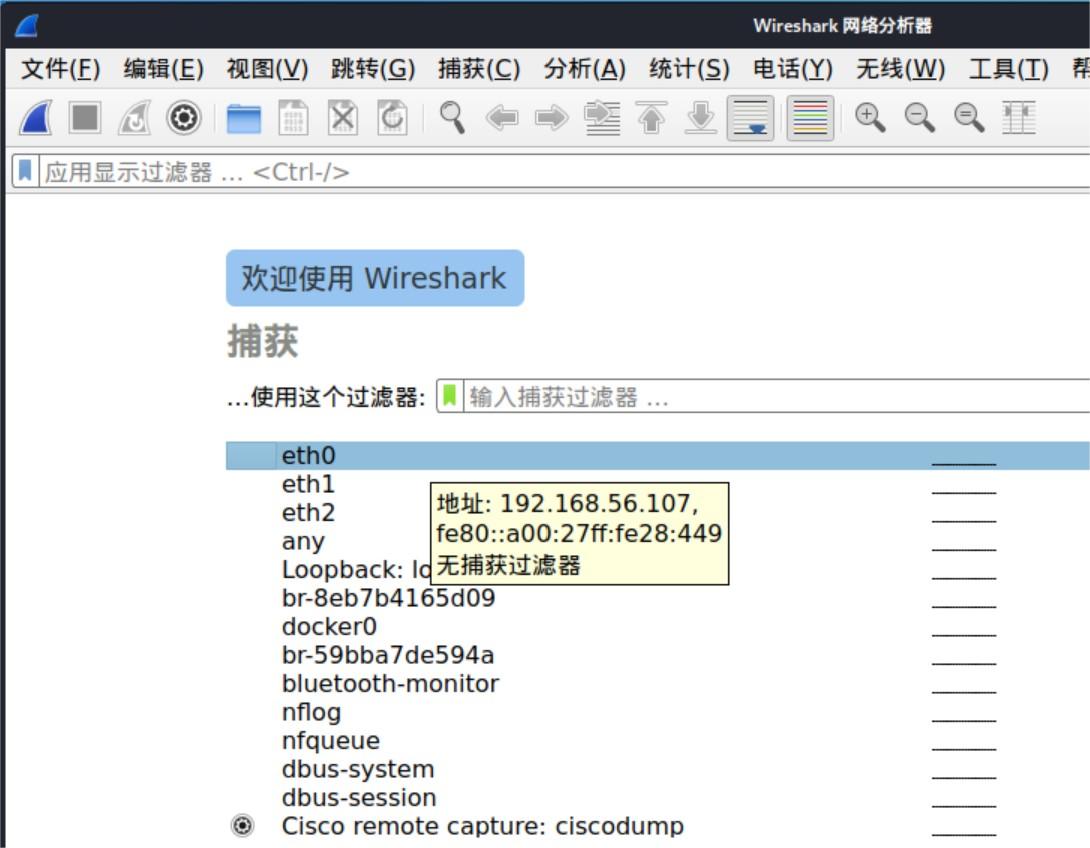 Wireshark 网络分析器
文件(F) 编辑(E) 视图(V) 跳转(G) 捕获(C) 分析(A) 统计(S) 电话(Y) 无线(W) 工具(T)
应用显示过滤器 … <Ctrl-/>
欢迎使用 Wireshark
捕获
…使用这个过滤器: 输入捕获过滤器 …
eth0
eth1
地址: 192.168.56.107,
eth2
fe80::a00:27ff:fe28:449
any
无捕获过滤器
Loopback: lo
br-8eb7b4165d09
docker0
br-59bba7de594a
bluetooth-monitor
nflog
nfqueue
dbus-system
dbus-session
Cisco remote capture: ciscodump